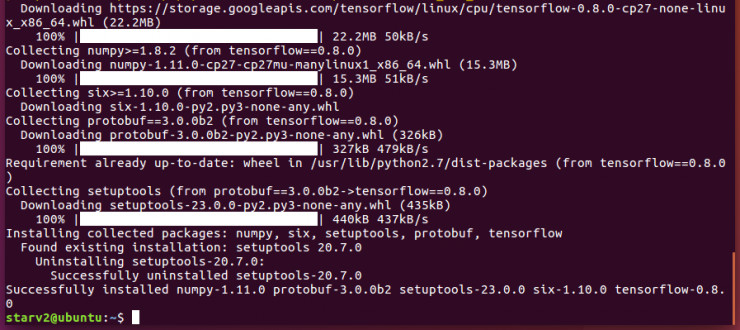 Downloading https://storage.googleapis.com/tensorflow/linux/cpu/tensorflow-0.8.0-cp27-none-linu
x_x86_64.whl (22.2MB)
    100% |                                | 22.2MB 50kB/s
Collecting numpy>=1.8.2 (from tensorflow==0.8.0)
  Downloading numpy-1.11.0-cp27-cp27mu-manylinux1_x86_64.whl (15.3MB)
    100% |                                | 15.3MB 51kB/s
Collecting six>=1.10.0 (from tensorflow==0.8.0)
  Downloading six-1.10.0-py2.py3-none-any.whl
Collecting protobuf==3.0.0b2 (from tensorflow==0.8.0)
  Downloading protobuf-3.0.0b2-py2.py3-none-any.whl (326kB)
    100% |                                | 327kB 479kB/s
Requirement already up-to-date: wheel in /usr/lib/python2.7/dist-packages (from tensorflow==0.8.0
)
Collecting setuptools (from protobuf==3.0.0b2->tensorflow==0.8.0)
  Downloading setuptools-23.0.0-py2.py3-none-any.whl (435kB)
    100% |                                | 440kB 437kB/s
Installing collected packages: numpy, six, setuptools, protobuf, tensorflow
  Found existing installation: setuptools 20.7.0
    Uninstalling setuptools-20.7.0:
      Successfully uninstalled setuptools-20.7.0
Successfully installed numpy-1.11.0 protobuf-3.0.0b2 setuptools-23.0.0 six-1.10.0 tensorflow-0.8.
0
starv2@ubuntu:~$